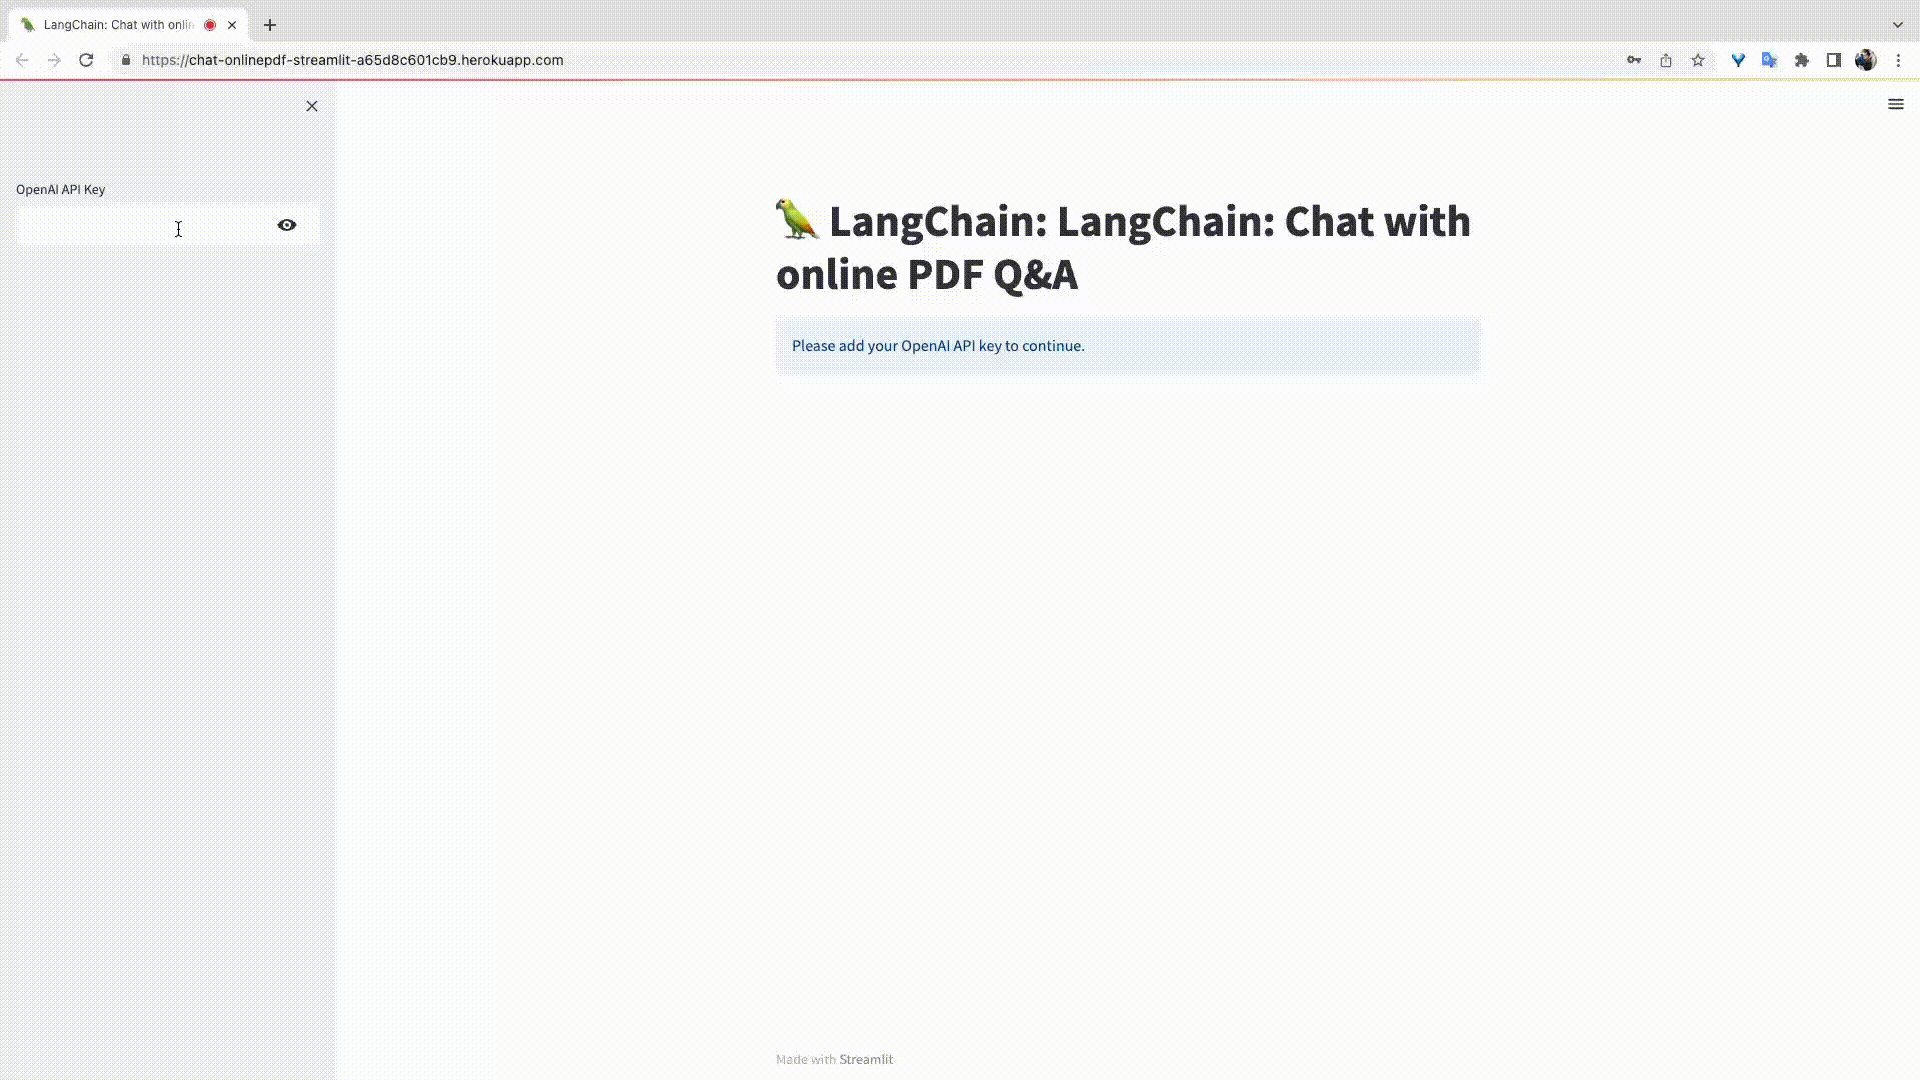 LangChain: Chat with onlin
https://chat-onlinepdf-streamlit-a65d8c601cb9.herokuapp.com
OpenAI API Key
LangChain: LangChain: Chat with
online PDF Q&A
Please add your OpenAI API key to continue.
Made with Streamlit